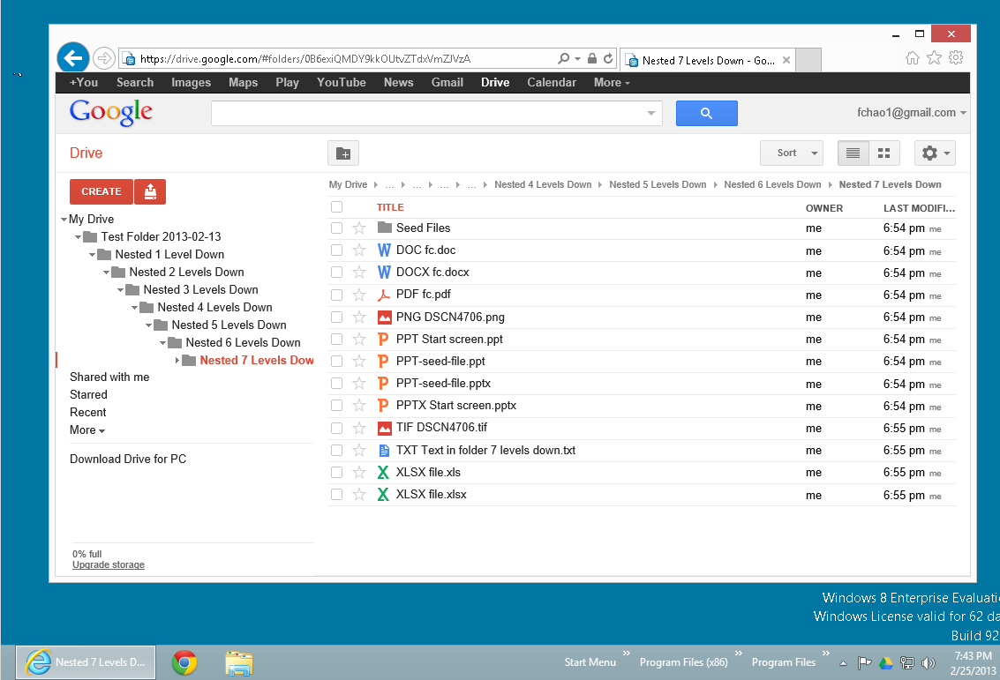 https://drive.google.com/#folders/0B6exiQMDY9kkOUtvZTdxVmZJVzA
Nested 7 Levels Down - Go...
+You Search Images Maps Play YouTube News Gmail Drive Calendar More
Google
fchao1@gmail.com
Drive
Sort
CREATE
My Drive
Test Folder 2013-02-13
Nested 1 Level Down
Nested 2 Levels Down
Nested 3 Levels Down
Nested 4 Levels Down
Nested 5 Levels Down
Nested 6 Levels Down
Nested 7 Levels Dow
Shared with me
Starred
Recent
More
Download Drive for PC
0% full
Upgrade storage
My Drive ... ... ... ... Nested 4 Levels Down Nested 5 Levels Down Nested 6 Levels Down Nested 7 Levels Down
TITLE OWNER LAST MODIFI...
Seed Files me 6:54 pm me
DOC fc.doc me 6:54 pm me
DOCX fc.docx me 6:54 pm me
PDF fc.pdf me 6:54 pm me
PNG DSCN4706.png me 6:54 pm me
PPT Start screen.ppt me 6:54 pm me
PPT-seed-file.ppt me 6:54 pm me
PPT-seed-file.pptx me 6:54 pm me
PPTX Start screen.pptx me 6:54 pm me
TIF DSCN4706.tif me 6:55 pm me
TXT Text in folder 7 levels down.txt me 6:55 pm me
XLSX file.xls me 6:55 pm me
XLSX file.xlsx me 6:55 pm me
Windows 8 Enterprise Evaluati
Windows License valid for 62 da
Build 92
Nested 7 Levels D...
Start Menu » Program Files (x86) » Program Files »
7:43 PM
2/25/2013